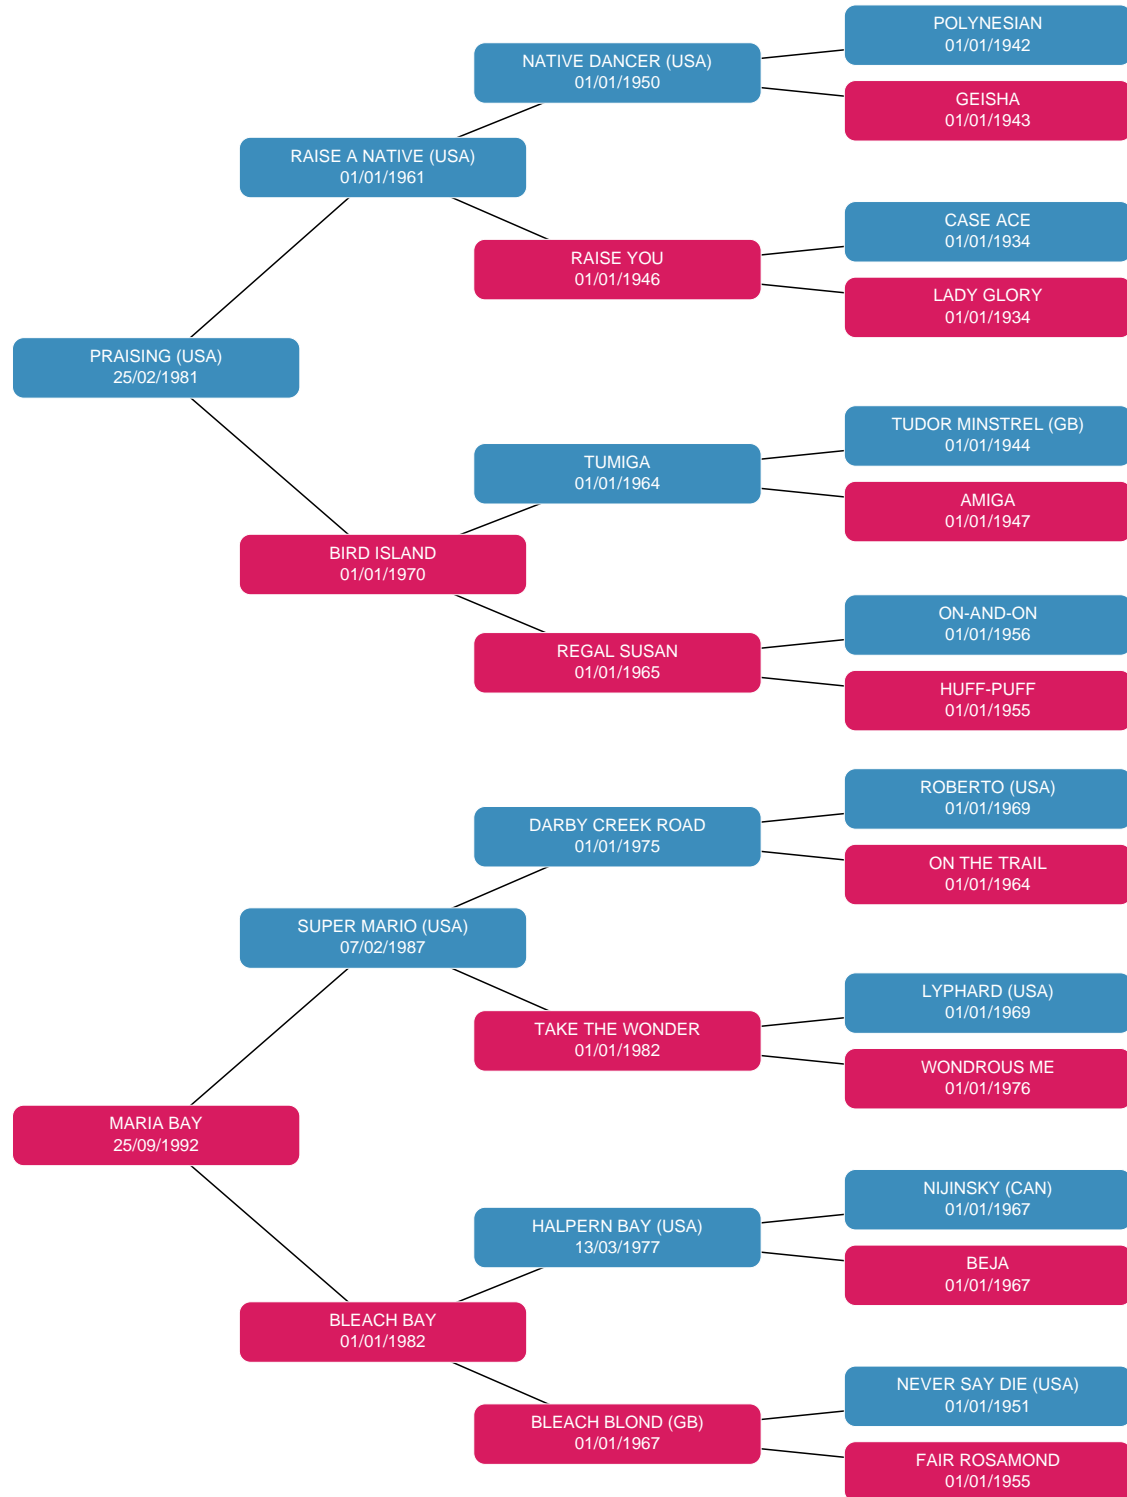 POLYNESIAN
01/01/1942
NATIVE DANCER (USA)
01/01/1950
GEISHA
01/01/1943
RAISE A NATIVE (USA)
01/01/1961
CASE ACE
01/01/1934
RAISE YOU
01/01/1946
LADY GLORY
01/01/1934
PRAISING (USA)
25/02/1981
TUDOR MINSTREL (GB)
01/01/1944
TUMIGA
01/01/1964
AMIGA
01/01/1947
BIRD ISLAND
01/01/1970
ON-AND-ON
01/01/1956
REGAL SUSAN
01/01/1965
HUFF-PUFF
01/01/1955
ROBERTO (USA)
01/01/1969
DARBY CREEK ROAD
01/01/1975
ON THE TRAIL
01/01/1964
SUPER MARIO (USA)
07/02/1987
LYPHARD (USA)
01/01/1969
TAKE THE WONDER
01/01/1982
WONDROUS ME
01/01/1976
MARIA BAY
25/09/1992
NIJINSKY (CAN)
01/01/1967
HALPERN BAY (USA)
13/03/1977
BEJA
01/01/1967
BLEACH BAY
01/01/1982
NEVER SAY DIE (USA)
01/01/1951
BLEACH BLOND (GB)
01/01/1967
FAIR ROSAMOND
01/01/1955